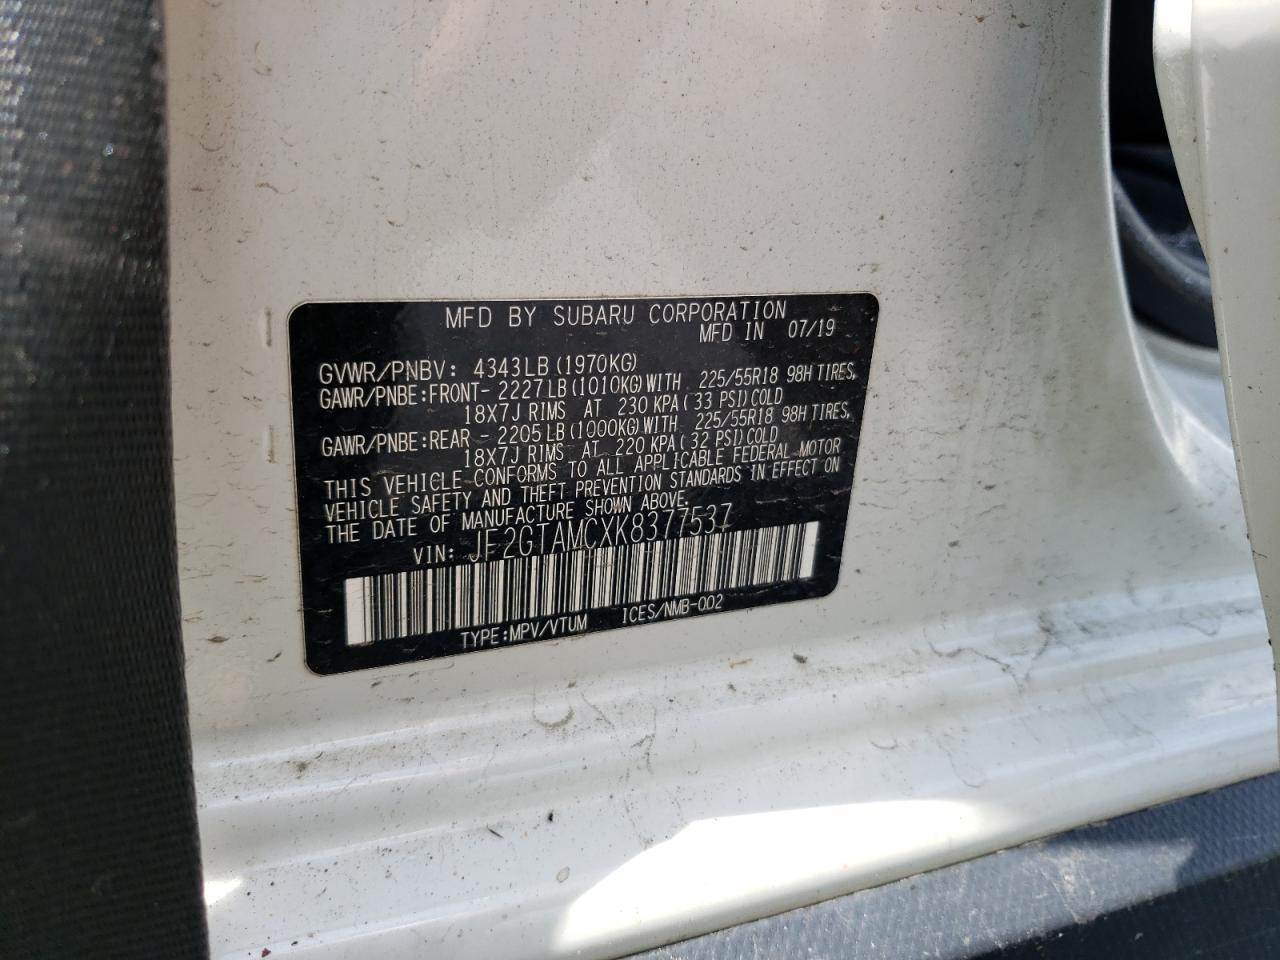 MFD BY SUBARU CORPORATION
MFD IN 07/19
GVWR/PNBV: 4343LB (1970KG)
GAWR/PNBE:FRONT- 2227LB (1010KG) WITH 225/55R18 98H TIRES,
18X7J RIMS AT 230 KPA ( 33 PSI) COLD
GAWR/PNBE:REAR - 2205LB (1000KG) WITH 225/55R18 98H TIRES,
18X7J RIMS AT 220 KPA (32 PSI) COLD
THIS VEHICLE CONFORMS TO ALL APPLICABLE FEDERAL MOTOR
VEHICLE SAFETY AND THEFT PREVENTION STANDARDS IN EFFECT ON
THE DATE OF MANUFACTURE SHOWN ABOVE.
VIN: JF2GTAMCXK8377537
TYPE:MPV/VTUM ICES/NMB-002